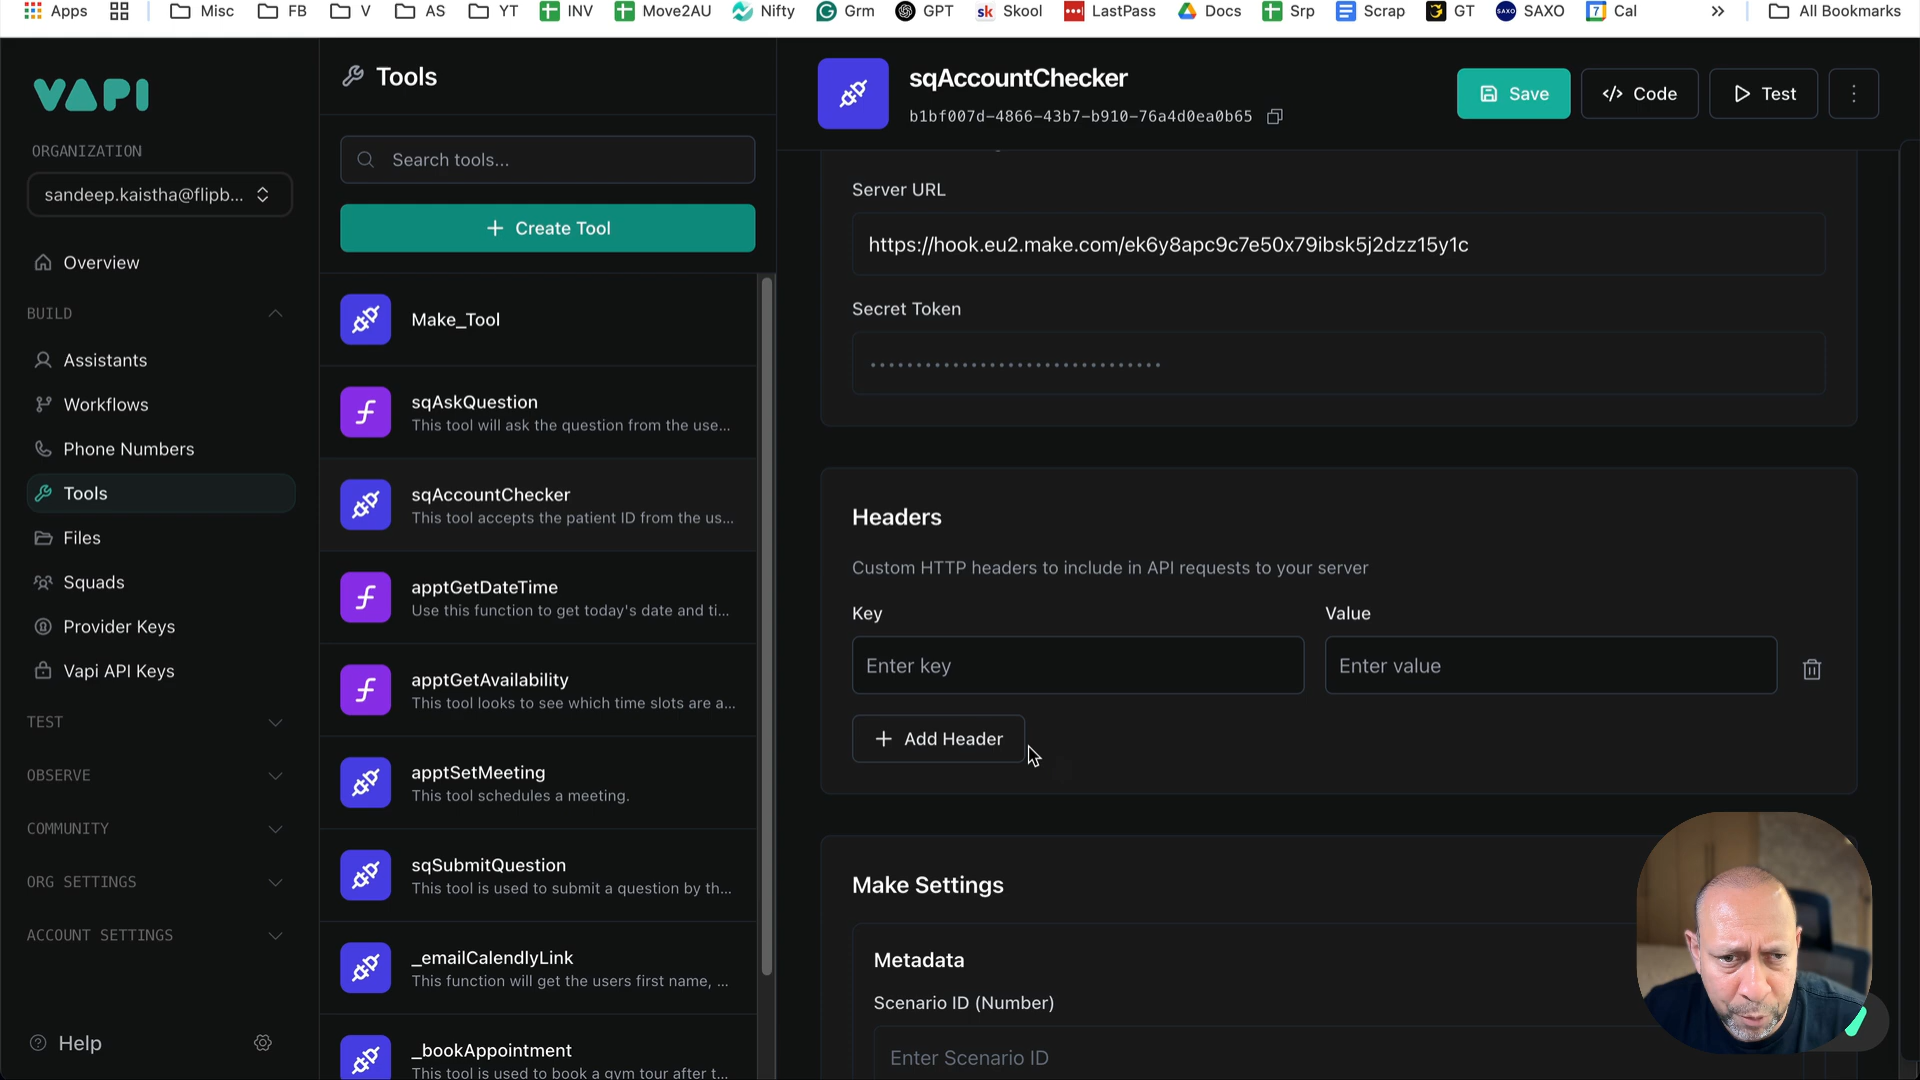 Apps
Misc
FB
V
AS
YT
INV
Move2AU
Nifty
Grm
GPT
sk Skool
LastPass
Docs
Srp
Scrap
GT
SAXO SAXO
7 Cal
All Bookmarks
VAPI
ORGANIZATION
sandeep.kaistha@flipb...
Overview
BUILD
Assistants
Workflows
Phone Numbers
Tools
Files
Squads
Provider Keys
Vapi API Keys
TEST
OBSERVE
COMMUNITY
ORG SETTINGS
ACCOUNT SETTINGS
Help
Tools
Search tools...
+ Create Tool
Make_Tool
sqAskQuestion
This tool will ask the question from the use...
sqAccountChecker
This tool accepts the patient ID from the us...
apptGetDateTime
Use this function to get today's date and ti...
apptGetAvailability
This tool looks to see which time slots are a...
apptSetMeeting
This tool schedules a meeting.
sqSubmitQuestion
This tool is used to submit a question by th...
_emailCalendlyLink
This function will get the users first name, ...
_bookAppointment
This tool is used to book a gym tour after t...
sqAccountChecker
b1bf007d-4866-43b7-b910-76a4d0ea0b65
Save
</> Code
Test
Server URL
https://hook.eu2.make.com/ek6y8apc9c7e50x79ibsk5j2dzz15y1c
Secret Token
Headers
Custom HTTP headers to include in API requests to your server
Key
Value
Enter key
Enter value
+ Add Header
Make Settings
Metadata
Scenario ID (Number)
Enter Scenario ID